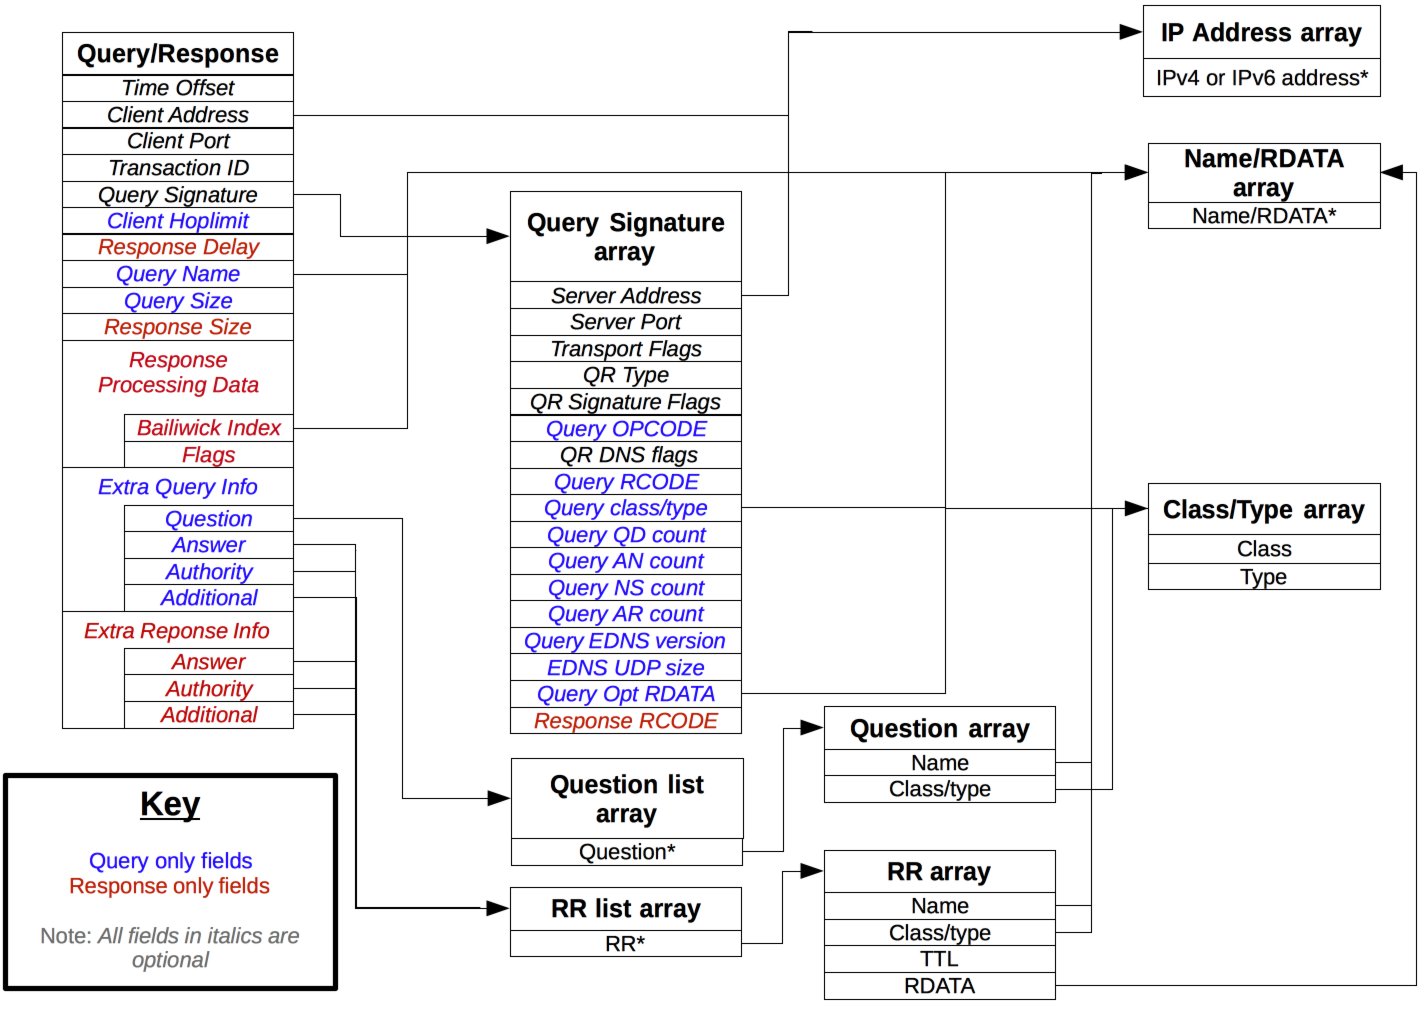 Query/Response
Time Offset
Client Address
Client Port
Transaction ID
Query Signature
Client Hoplimit
Response Delay
Query Name
Query Size
Response Size
Response
Processing Data
Bailiwick Index
Flags
Extra Query Info
Question
Answer
Authority
Additional
Extra Reponse Info
Answer
Authority
Additional
Key
Query only fields
Response only fields
Note: All fields in italics are
optional
Query Signature
array
Server Address
Server Port
Transport Flags
QR Type
QR Signature Flags
Query OPCODE
QR DNS flags
Query RCODE
Query class/type
Query QD count
Query AN count
Query NS count
Query AR count
Query EDNS version
EDNS UDP size
Query Opt RDATA
Response RCODE
Question list
array
Question*
RR list array
RR*
Question array
Name
Class/type
RR array
Name
Class/type
TTL
RDATA
IP Address array
IPv4 or IPv6 address*
Name/RDATA
array
Name/RDATA*
Class/Type array
Class
Type